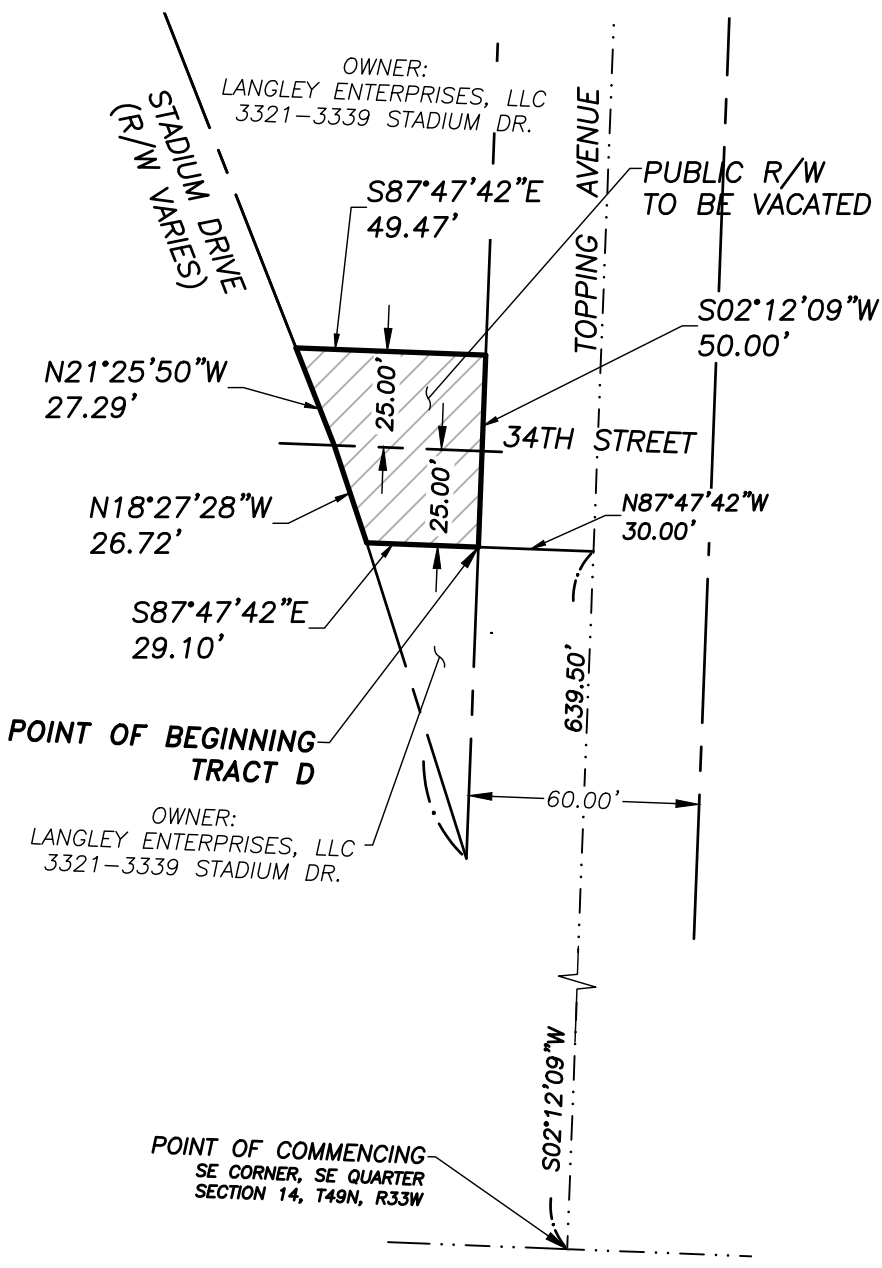 OWNER:
LANGLEY ENTERPRISES, LLC
3321-3339 STADIUM DR.
STADIUM DRIVE
(R/W VARIES)
TOPPING AVENUE
PUBLIC R/W
TO BE VACATED
S87°47'42"E
49.47'
S02°12'09"W
50.00'
N21°25'50"W
27.29'
25.00'
34TH STREET
25.00'
N87°47'42"W
30.00'
N18°27'28"W
26.72'
S87°47'42"E
29.10'
639.50'
POINT OF BEGINNING
TRACT D
60.00'
OWNER:
LANGLEY ENTERPRISES, LLC
3321-3339 STADIUM DR.
S02°12'09"W
POINT OF COMMENCING
SE CORNER, SE QUARTER
SECTION 14, T49N, R33W